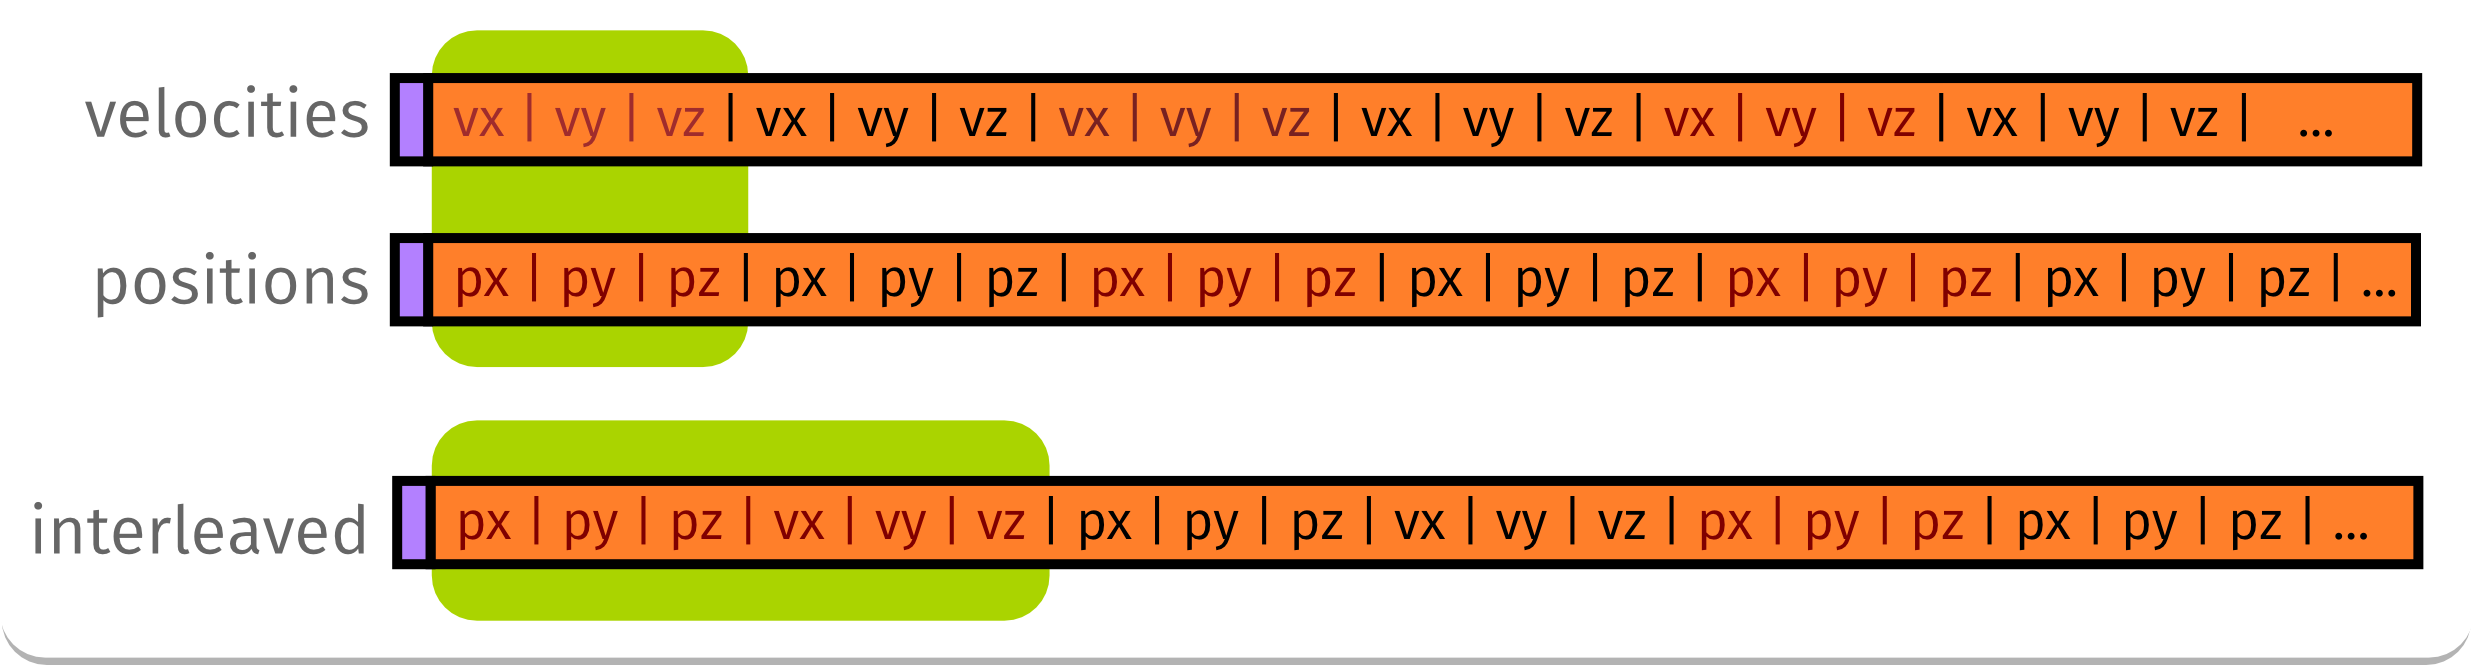 velocities vx | vy | vz | vx | vy | vz | vx | vy | vz | vx | vy | vz | vx | vy | vz | vx | vy | vz | ...
positions px | py | pz | px | py | pz | px | py | pz | px | py | pz | px | py | pz | px | py | pz | ...
interleaved px | py | pz | vx | vy | vz | px | py | pz | vx | vy | vz | px | py | pz | px | py | pz | ...